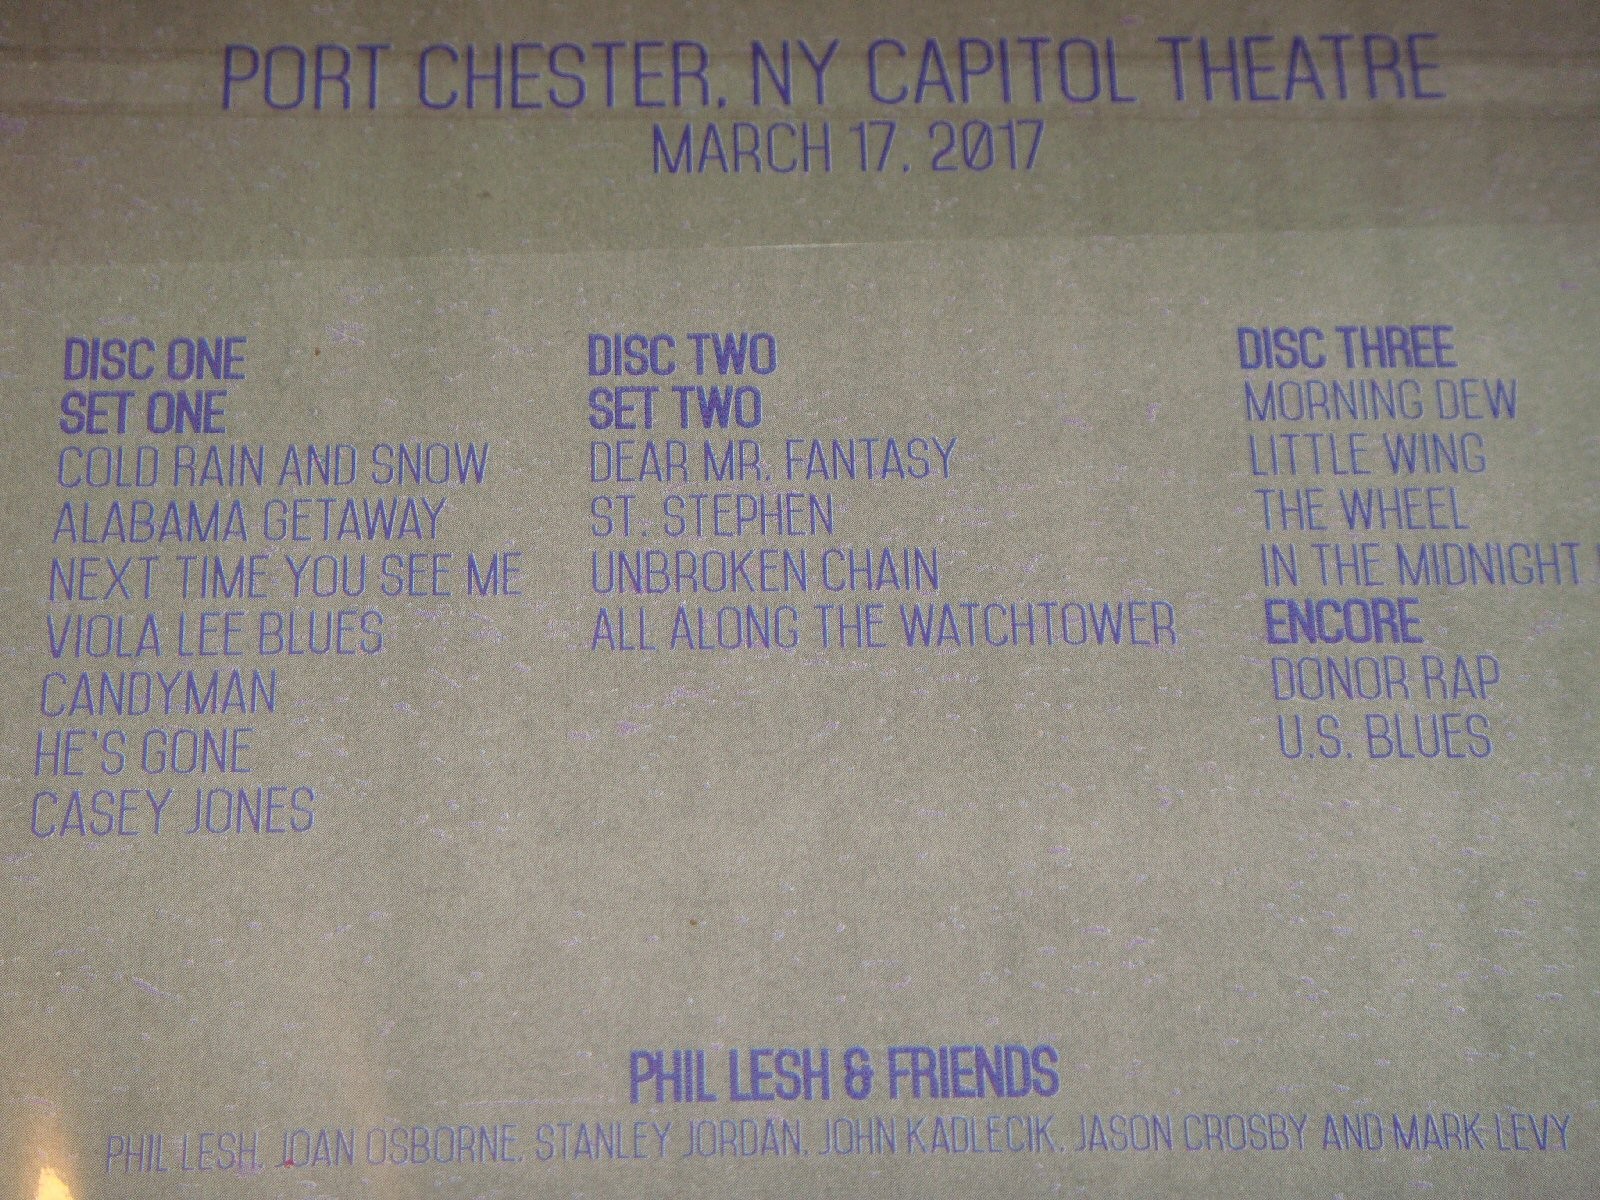 PORT CHESTER, NY CAPITOL THEATRE
MARCH 17, 2017
DISC ONE
SET ONE
COLD RAIN AND SNOW
ALABAMA GETAWAY
NEXT TIME YOU SEE ME
VIOLA LEE BLUES
CANDYMAN
HE'S GONE
CASEY JONES
DISC TWO
SET TWO
DEAR MR. FANTASY
ST. STEPHEN
UNBROKEN CHAIN
ALL ALONG THE WATCHTOWER
DISC THREE
MORNING DEW
LITTLE WING
THE WHEEL
IN THE MIDNIGHT
ENCORE
DONOR RAP
U.S. BLUES
PHIL LESH & FRIENDS
PHIL LESH, JOAN OSBORNE, STANLEY JORDAN, JOHN KADLECIK, JASON CROSBY AND MARK LEVY